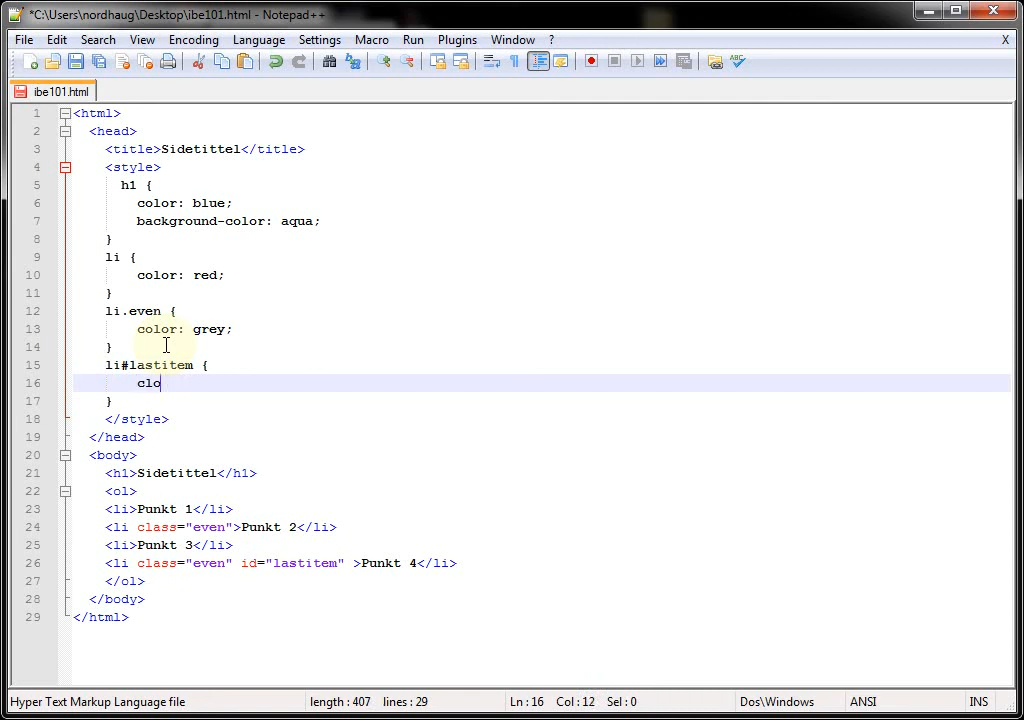 *C:\Users\nordhaug\Desktop\ibe101.html - Notepad++
File Edit Search View Encoding Language Settings Macro Run Plugins Window ? X
ABC
ibe101.html
1 <html>
2 <head>
3 <title>Sidetittel</title>
4 <style>
5 h1 {
6 color: blue;
7 background-color: aqua;
8 }
9 li {
10 color: red;
11 }
12 li.even {
13 color: grey;
14 }
15 li#lastitem {
16 clo
17 }
18 </style>
19 </head>
20 <body>
21 <h1>Sidetittel</h1>
22 <ol>
23 <li>Punkt 1</li>
24 <li class="even">Punkt 2</li>
25 <li>Punkt 3</li>
26 <li class="even" id="lastitem" >Punkt 4</li>
27 </ol>
28 </body>
29 </html>
Hyper Text Markup Language file length : 407 lines : 29 Ln : 16 Col : 12 Sel : 0 Dos\Windows ANSI INS